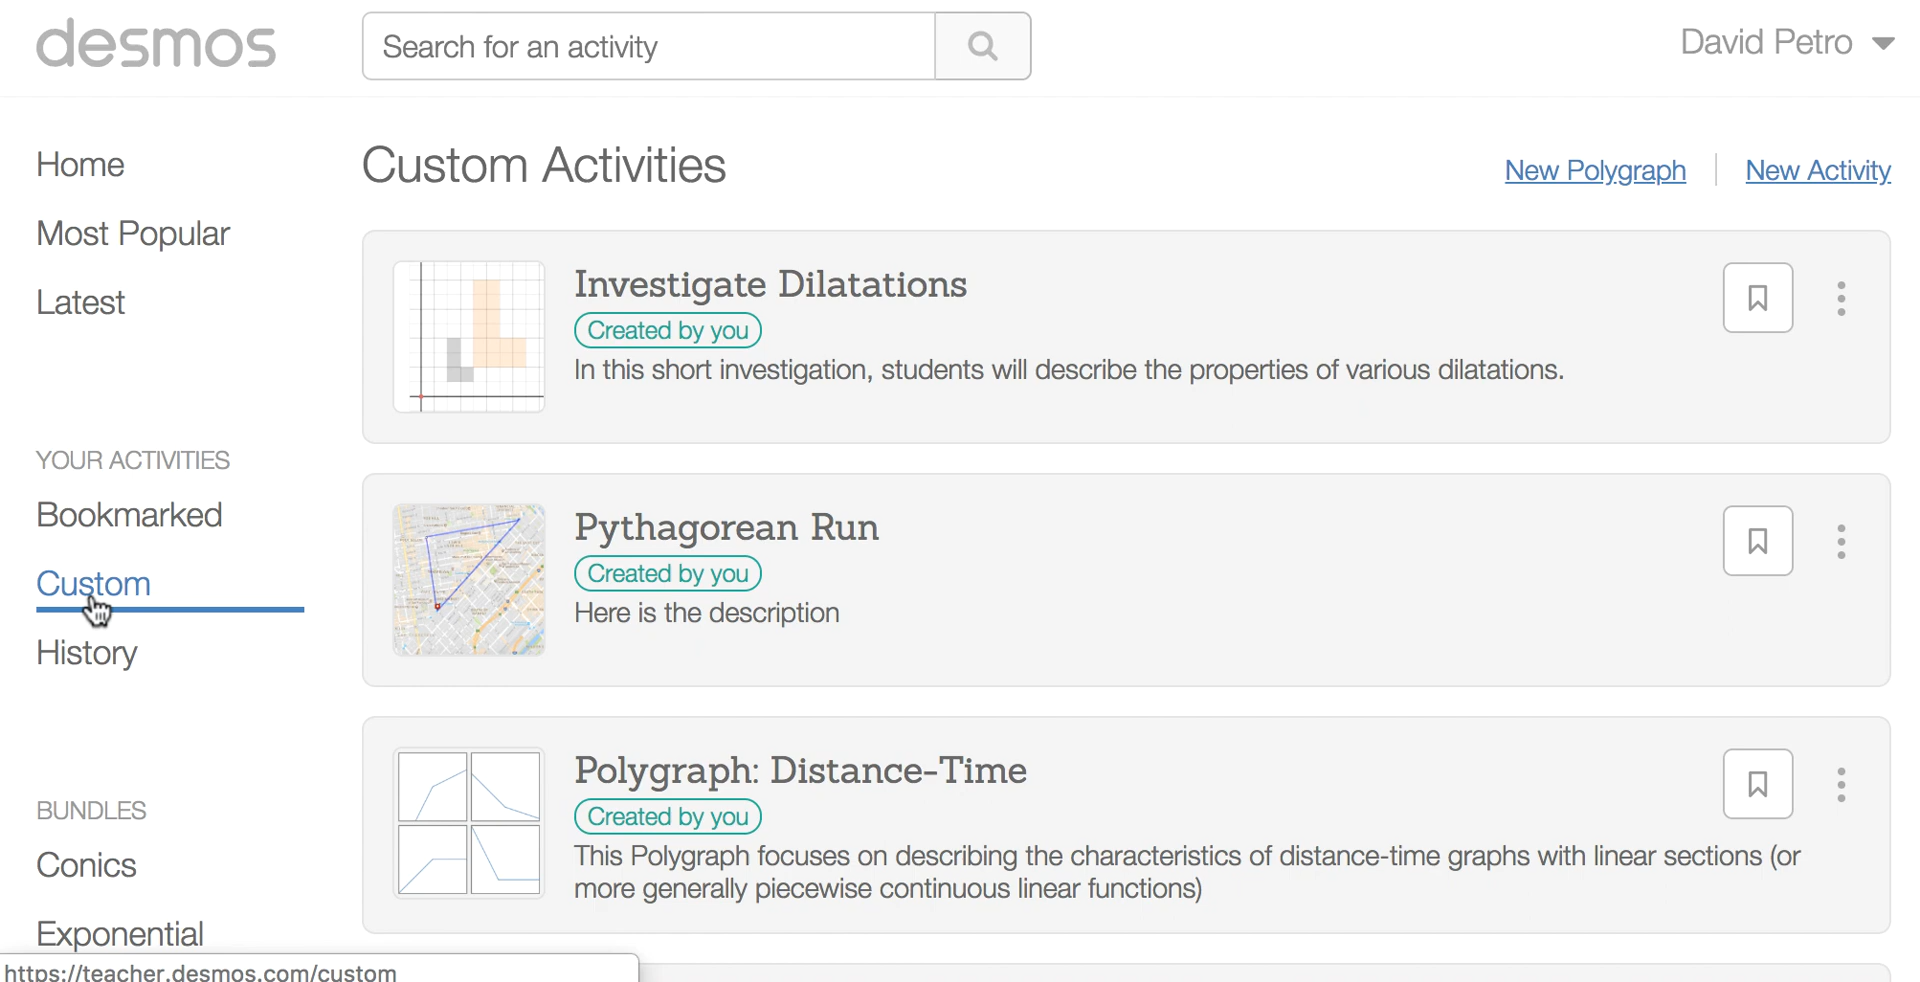 desmos
Search for an activity
David Petro
Home
Most Popular
Latest
YOUR ACTIVITIES
Bookmarked
Custom
History
BUNDLES
Conics
Exponential
https://teacher.desmos.com/custom
Custom Activities
New Polygraph
New Activity
Investigate Dilatations
Created by you
In this short investigation, students will describe the properties of various dilatations.
Pythagorean Run
Created by you
Here is the description
Polygraph: Distance-Time
Created by you
This Polygraph focuses on describing the characteristics of distance-time graphs with linear sections (or
more generally piecewise continuous linear functions)